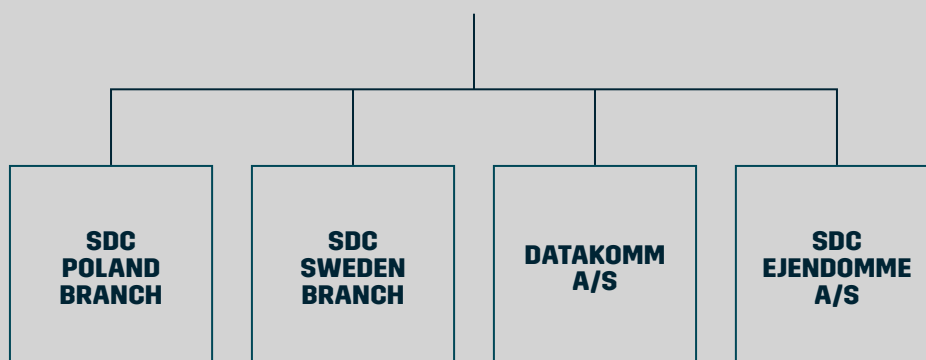 SDC
POLAND
BRANCH
SDC
SWEDEN
BRANCH
DATAKOMM
A/S
SDC
EJENDOMME
A/S